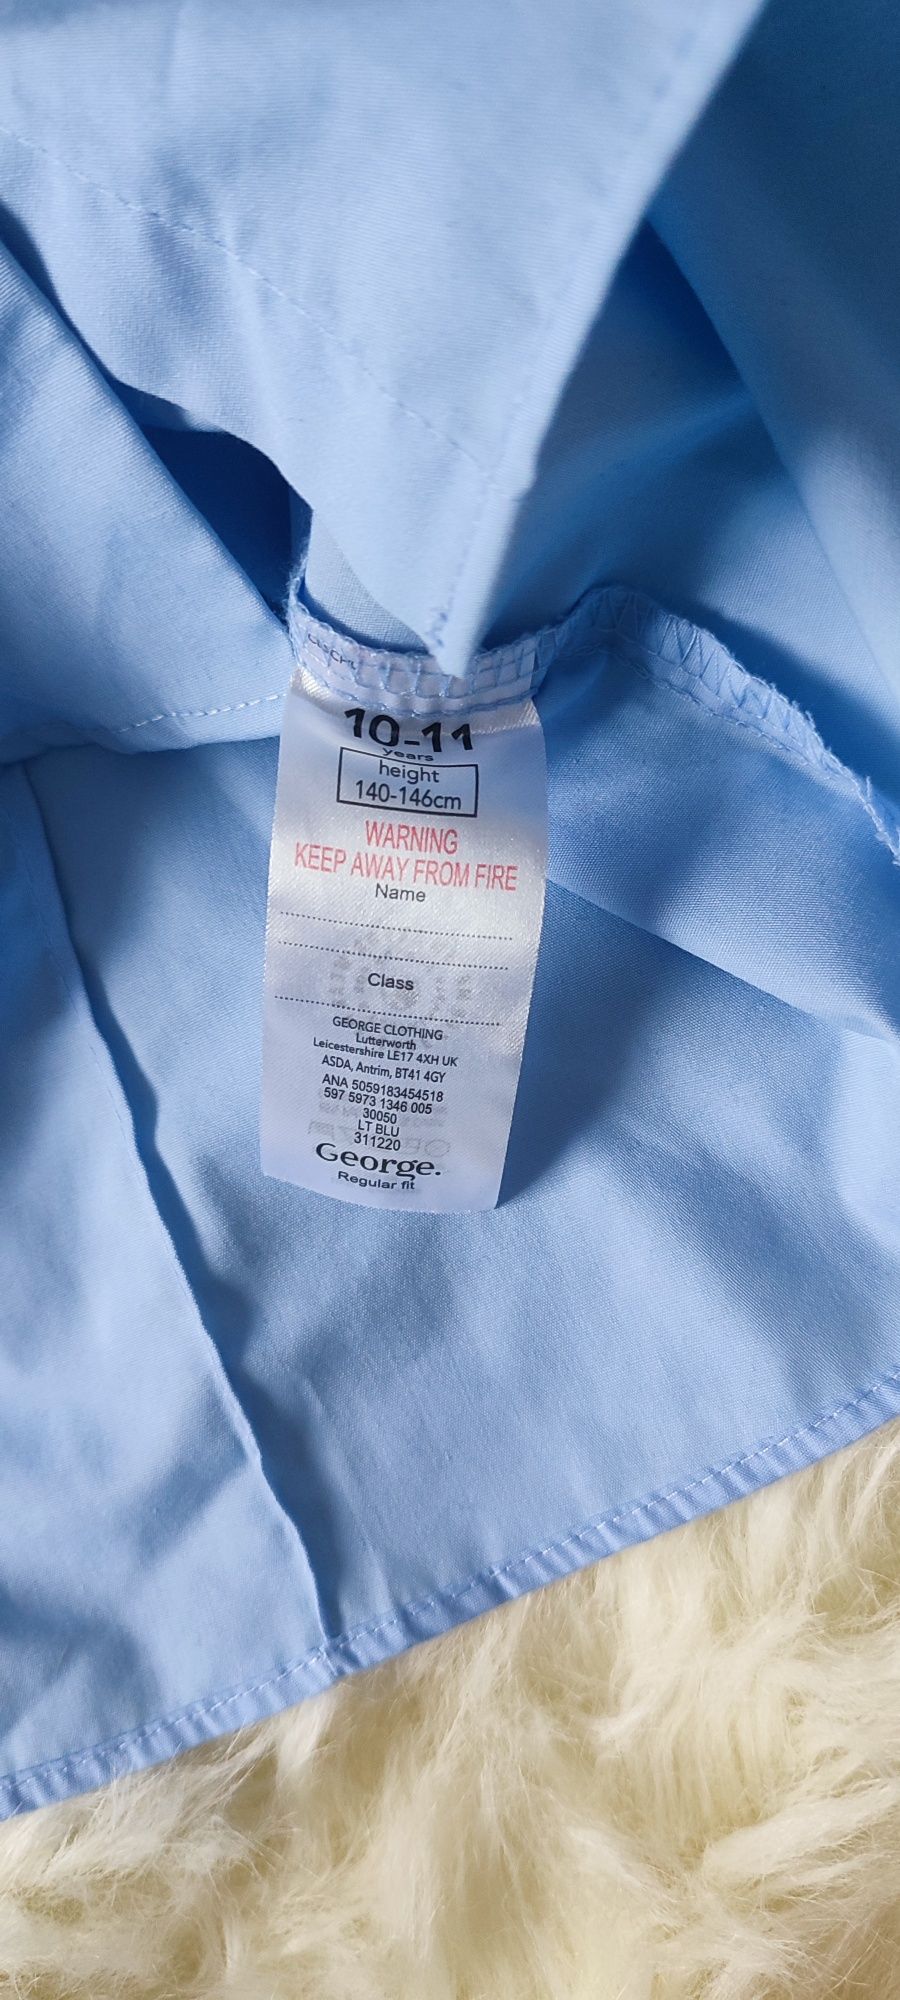 10-11
years
height
140-146cm
WARNING
KEEP AWAY FROM FIRE
Name
Class
GEORGE CLOTHING
Lutterworth
Leicestershire LE17 4XH UK
ASDA, Antrim, BT41 4GY
ANA 5059183454518
597 5973 1346 005
30050
LT BLU
311220
George.
Regular fit